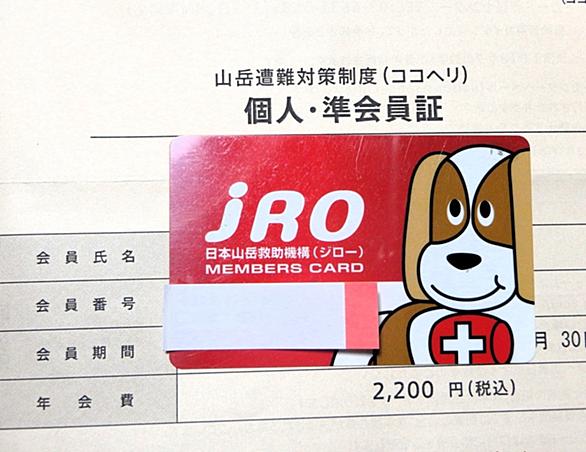 山岳遭難対策制度(ココヘリ)
個人・準会員証
jRO
日本山岳救助機構(ジロー)
MEMBERS CARD
会員氏名
会員番号
会員期間
月 30
年会費
2,200 円(税込)